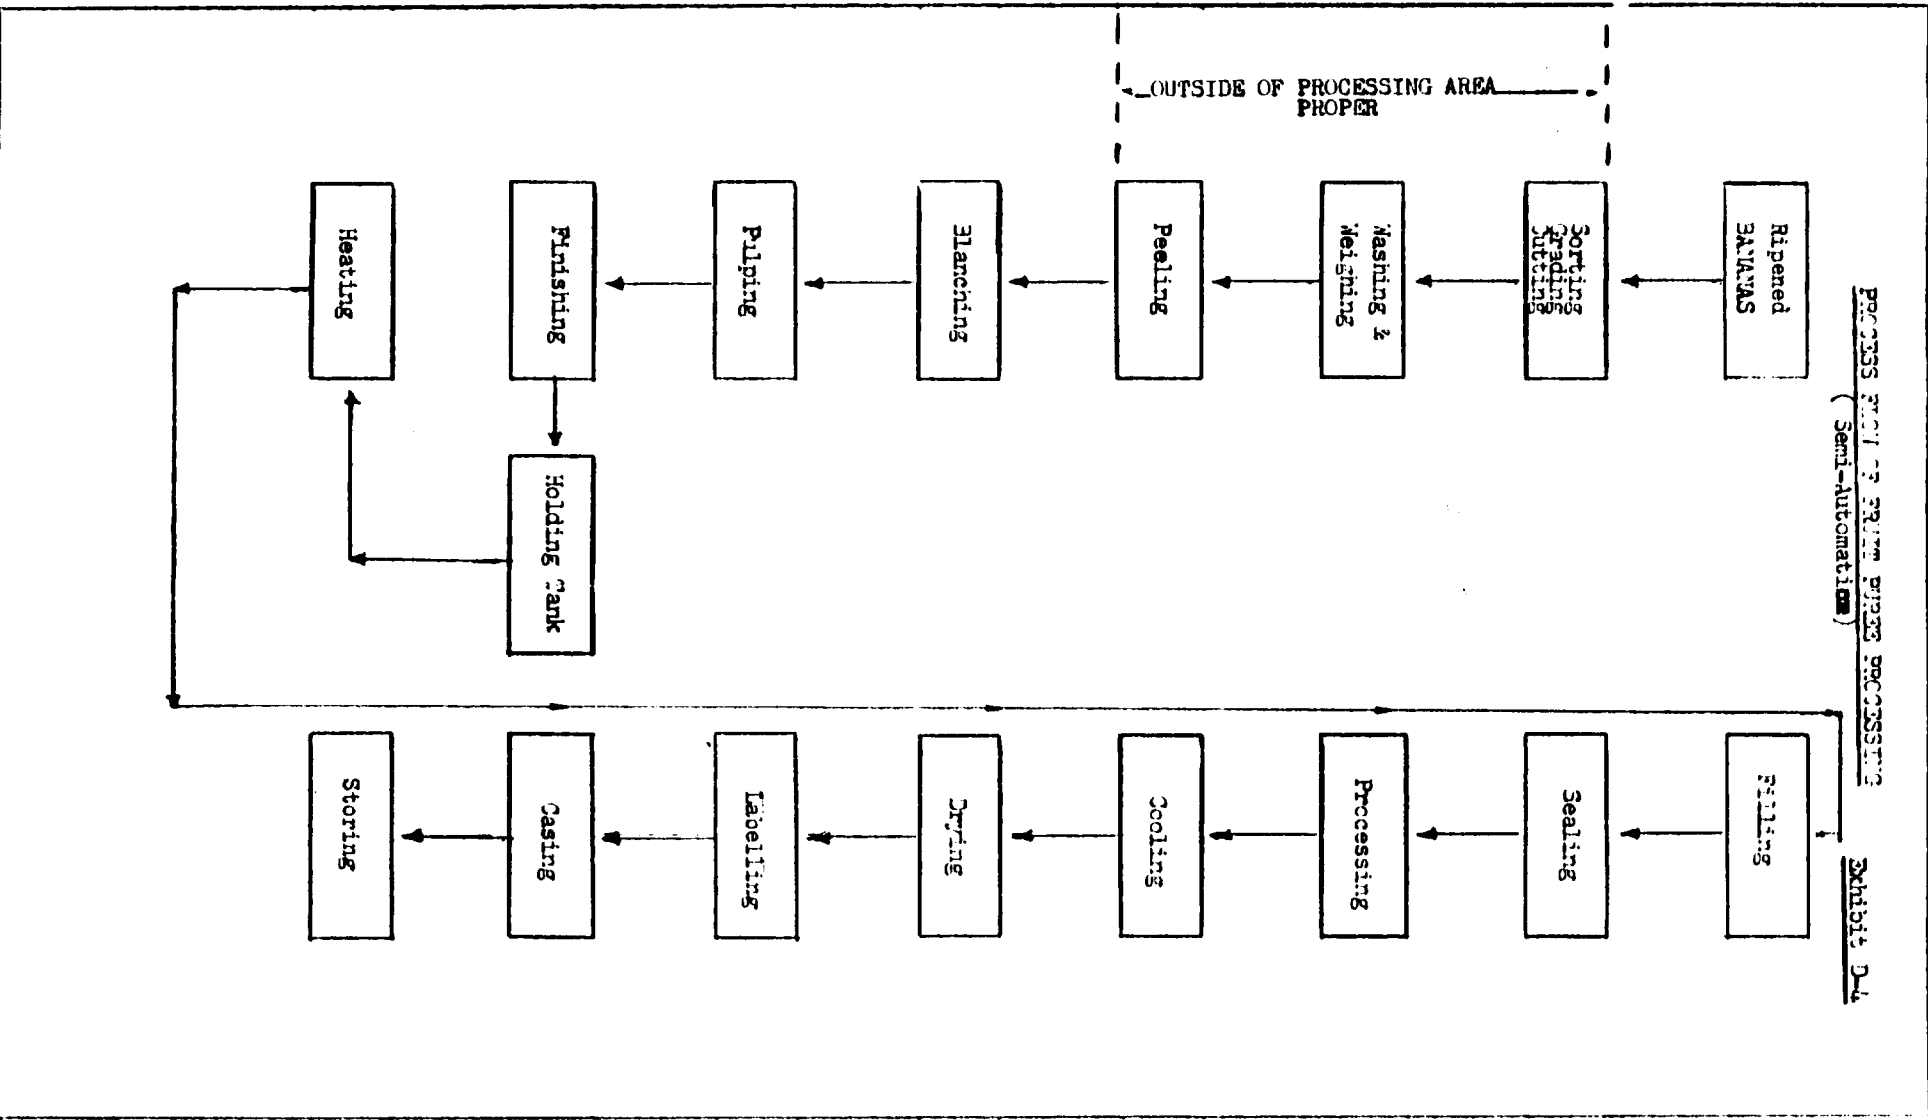 PROCESS FLOW OF FRUIT PUREE PROCESSING
( Semi-Automation)
Exhibit D-4
OUTSIDE OF PROCESSING AREA
PROPER
Ripened
BANANAS
Sorting
Grading
Cutting
Washing &
Weighing
Peeling
Blanching
Pulping
Finishing
Holding Tank
Heating
Filling
Sealing
Processing
Cooling
Drying
Labelling
Casing
Storing